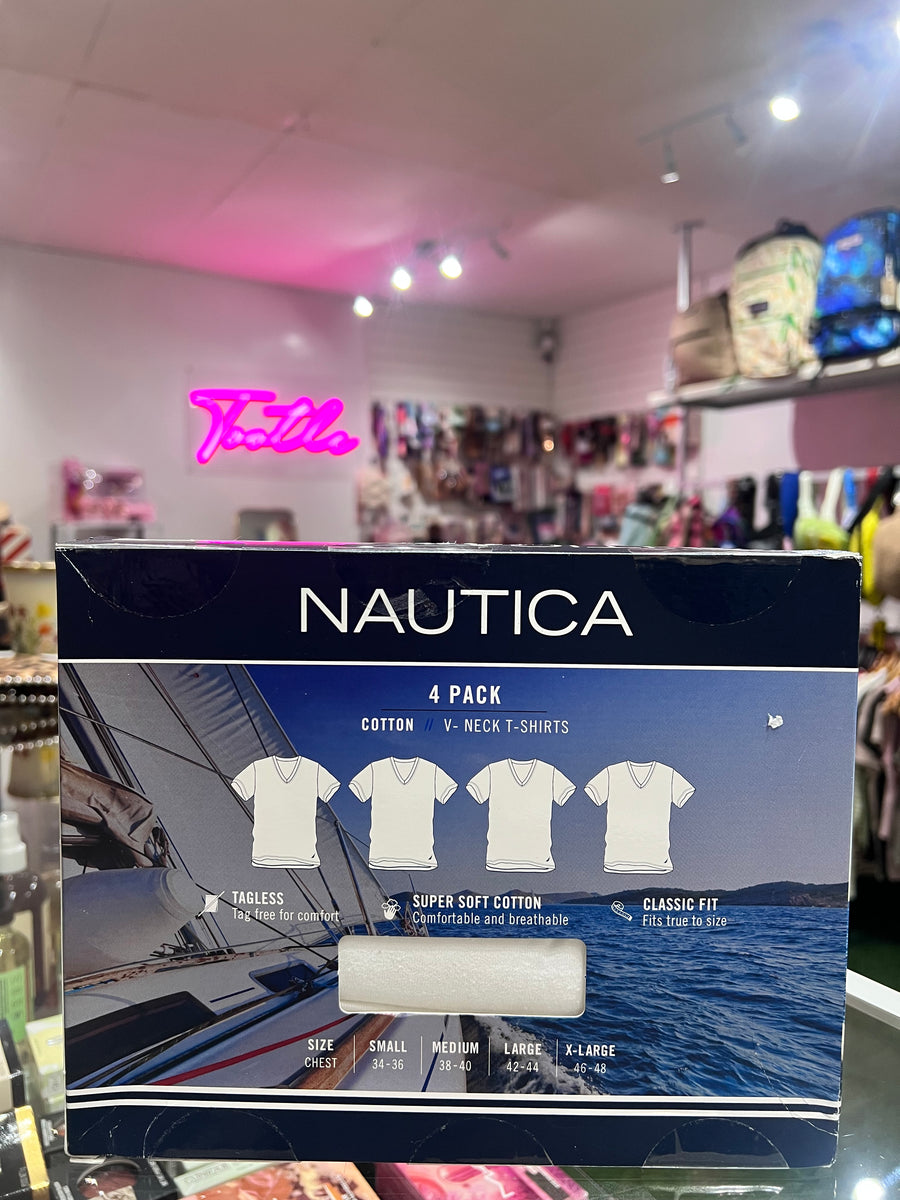 Tootls
NAUTICA
4 PACK
COTTON // V- NECK T-SHIRTS
TAGLESS
Tag free for comfort
SUPER SOFT COTTON
Comfortable and breathable
CLASSIC FIT
Fits true to size
SIZE SMALL MEDIUM LARGE X-LARGE
CHEST 34-36 38-40 42-44 46-48